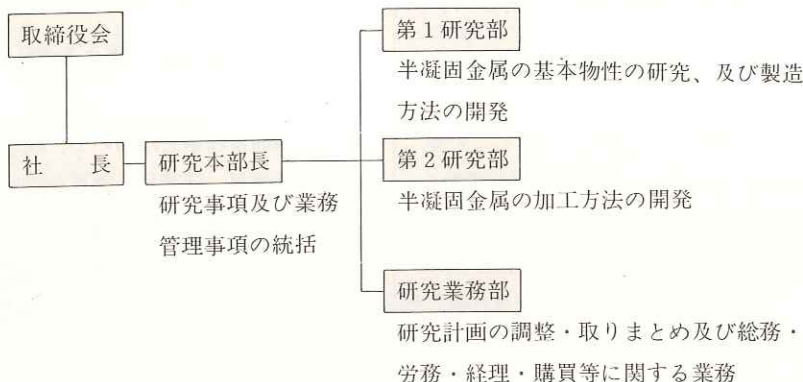 取締役会
社　　長
研究本部長
研究事項及び業務
管理事項の統括
第1研究部
半凝固金属の基本物性の研究、及び製造
方法の開発
第2研究部
半凝固金属の加工方法の開発
研究業務部
研究計画の調整・取りまとめ及び総務・
労務・経理・購買等に関する業務